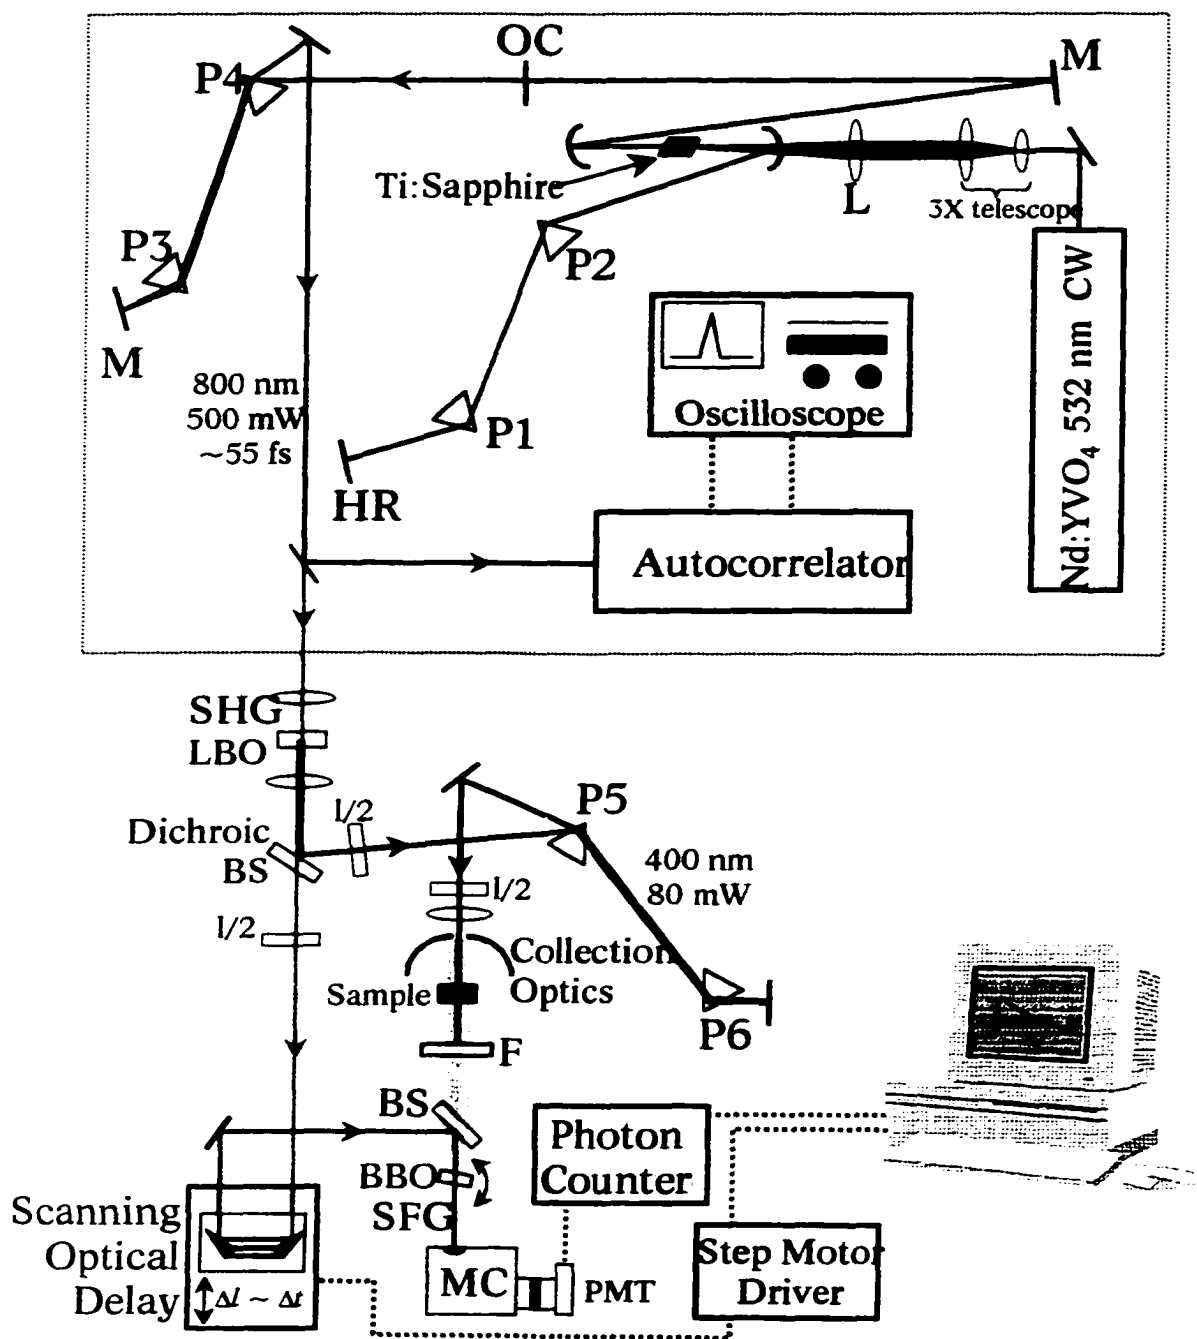 OC
M
P4
Ti:Sapphire
L
3X telescope
P3
P2
M
800 nm
500 mW
~55 fs
Oscilloscope
P1
HR
Nd:YVO4 532 nm CW
Autocorrelator
SHG
LBO
l/2
P5
Dichroic
BS
400 nm
80 mW
l/2
l/2
Collection
Optics
Sample
F
P6
BS
Photon
Counter
BBO
SFG
Scanning
Optical
Delay
Δl ~ Δt
MC
PMT
Step Motor
Driver